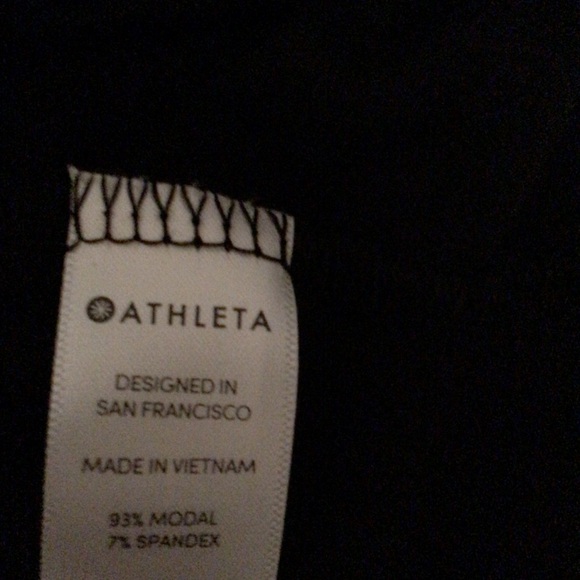 ATHLETA
DESIGNED IN
SAN FRANCISCO
MADE IN VIETNAM
93% MODAL
7% SPANDEX